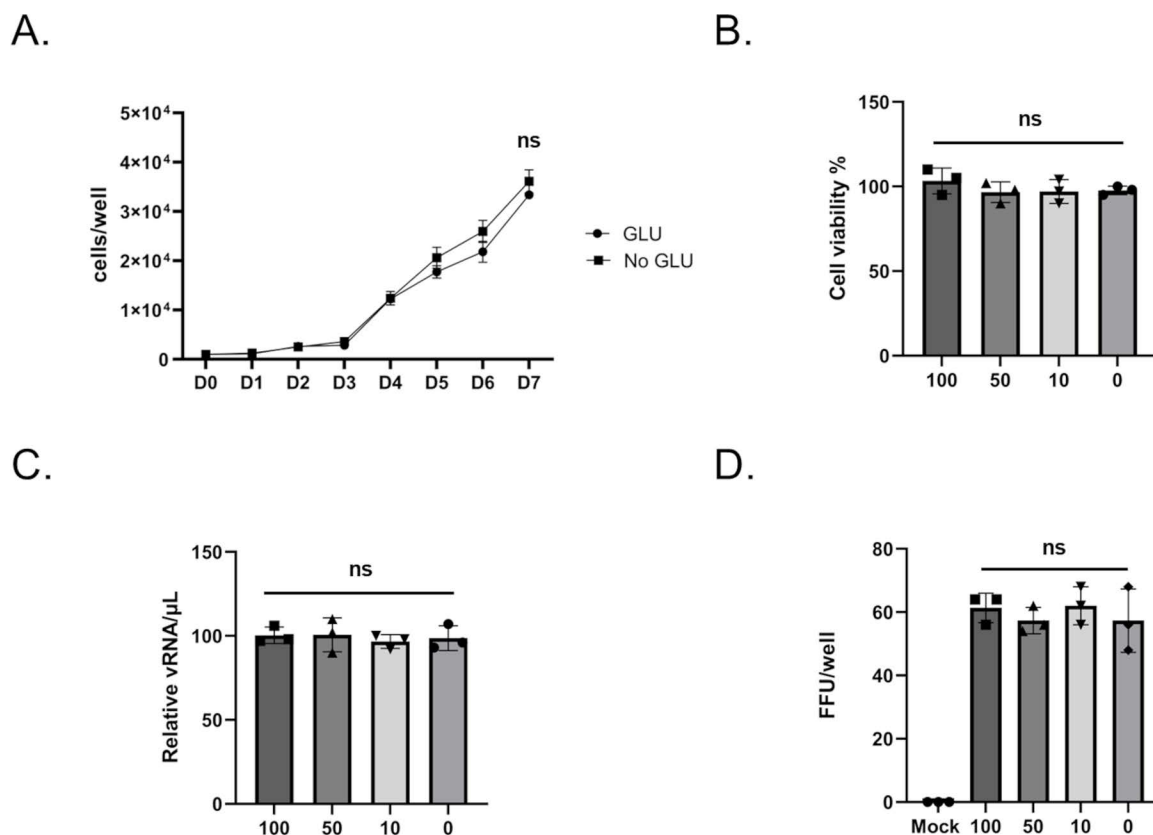 A.
5×10⁴
4×10⁴
3×10⁴
2×10⁴
1×10⁴
0
cells/well
ns
GLU
No GLU
D0 D1 D2 D3 D4 D5 D6 D7
B.
150
100
50
0
Cell viability %
ns
100 50 10 0
C.
150
100
50
0
Relative vRNA/µL
ns
100 50 10 0
D.
80
60
40
20
0
FFU/well
ns
Mock 100 50 10 0